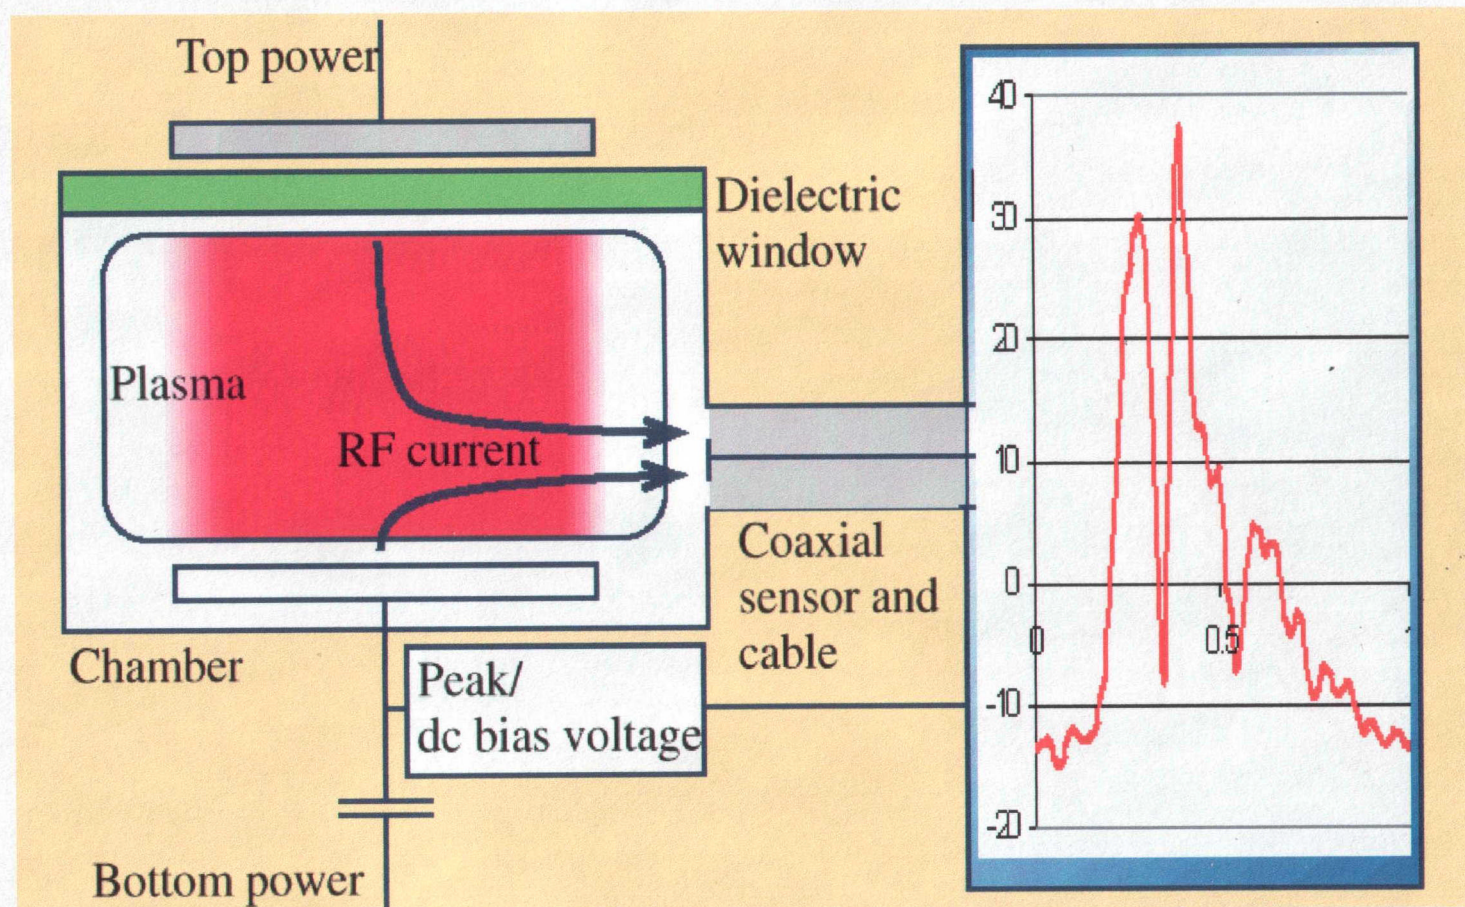 Top power
Dielectric
window
Plasma
RF current
Coaxial
sensor and
cable
Chamber
Peak/
dc bias voltage
Bottom power
40
30
20
10
0
-10
-20
0
0.5